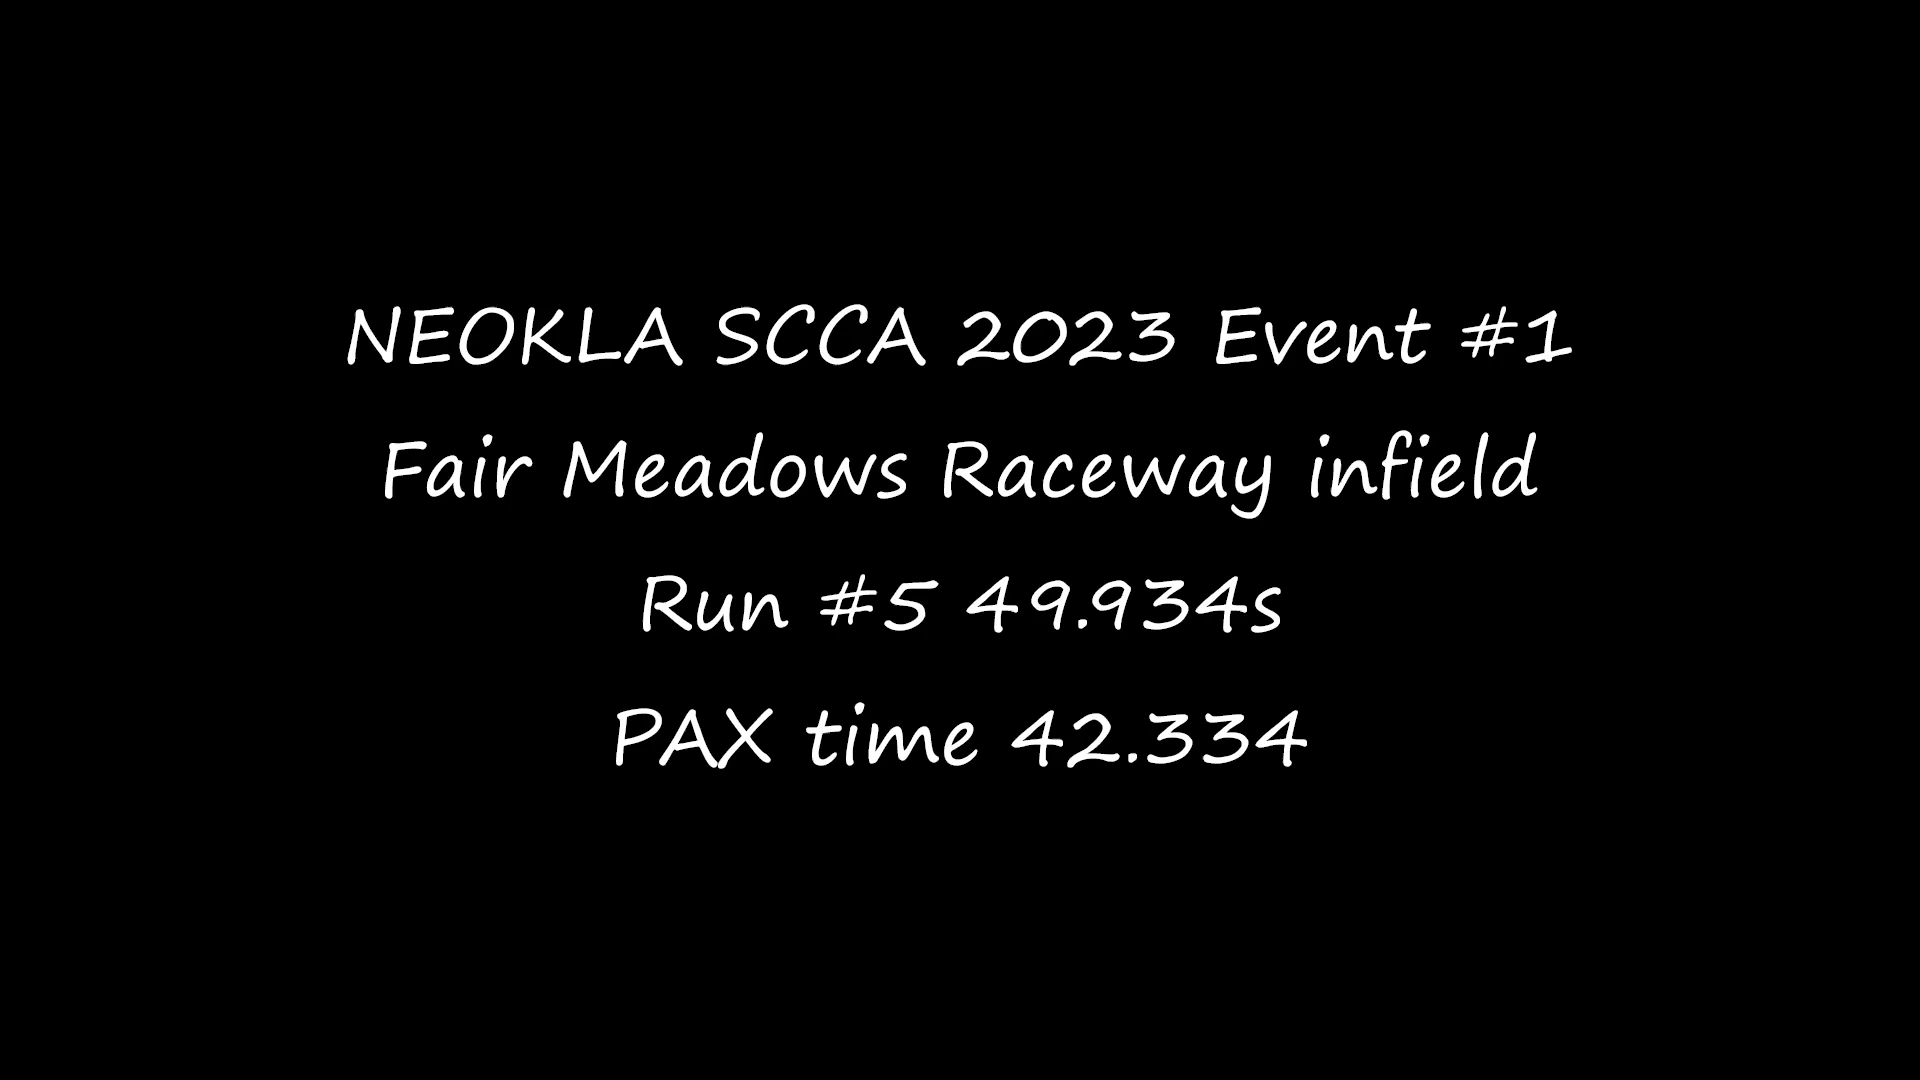 NEOKLA SCCA 2023 Event #1
Fair Meadows Raceway infield
Run #5 49.934s
PAX time 42.334